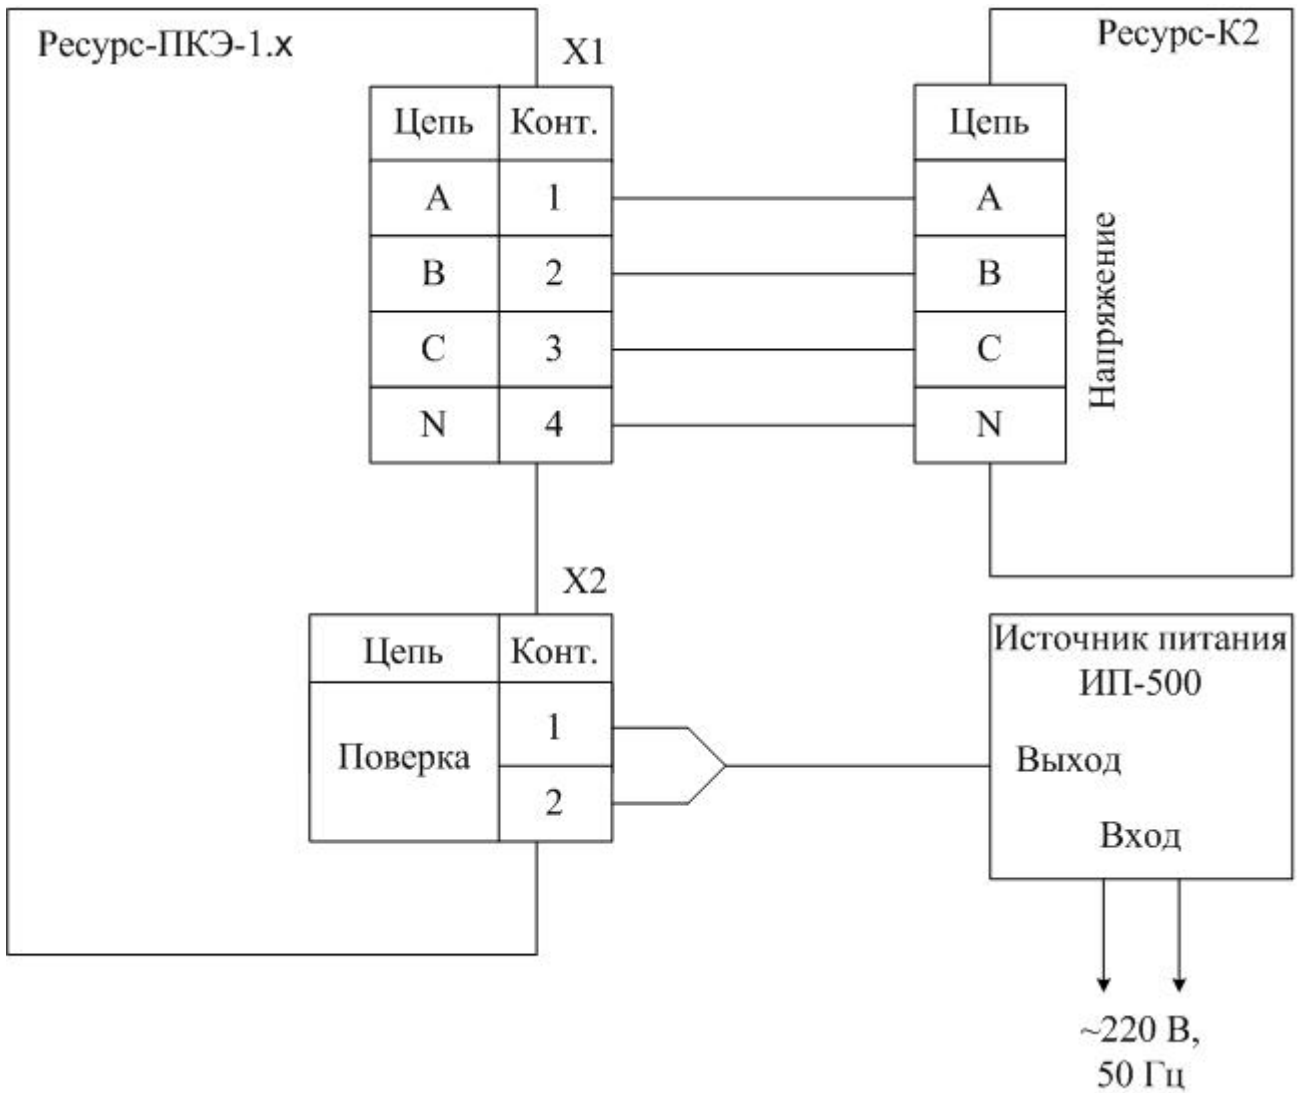 Ресурс-ПКЭ-1.x
X1
Цепь Конт.
A 1
B 2
C 3
N 4
Ресурс-К2
Цепь
A
B
C
N
Напряжение
X2
Цепь Конт.
Поверка
1
2
Источник питания
ИП-500
Выход
Вход
~220 В,
50 Гц